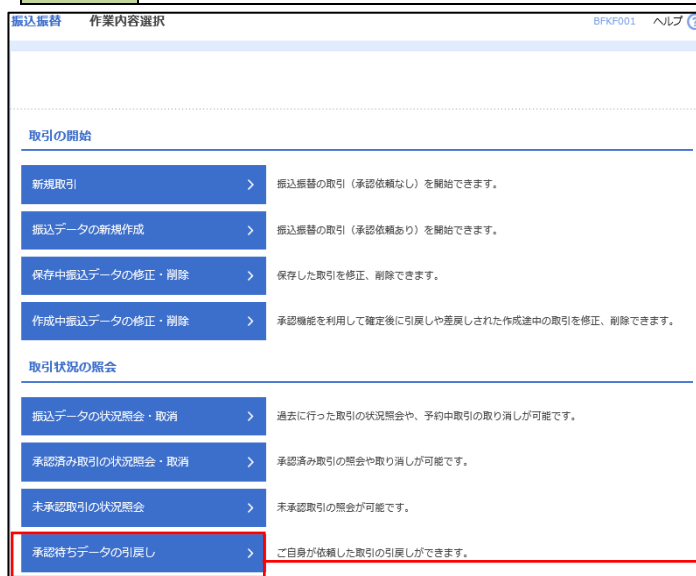 振込振替 作業内容選択 BFKF001 ヘルプ ?
取引の開始
新規取引 > 振込振替の取引（承認依頼なし）を開始できます。
振込データの新規作成 > 振込振替の取引（承認依頼あり）を開始できます。
保存中振込データの修正・削除 > 保存した取引を修正、削除できます。
作成中振込データの修正・削除 > 承認機能を利用して確定後に引戻しや差戻しされた作成途中の取引を修正、削除できます。
取引状況の照会
振込データの状況照会・取消 > 過去に行った取引の状況照会や、予約中取引の取り消しが可能です。
承認済み取引の状況照会・取消 > 承認済取引の照会や取り消しが可能です。
未承認取引の状況照会 > 未承認取引の照会が可能です。
承認待ちデータの引戻し > ご自身が依頼した取引の引戻しができます。